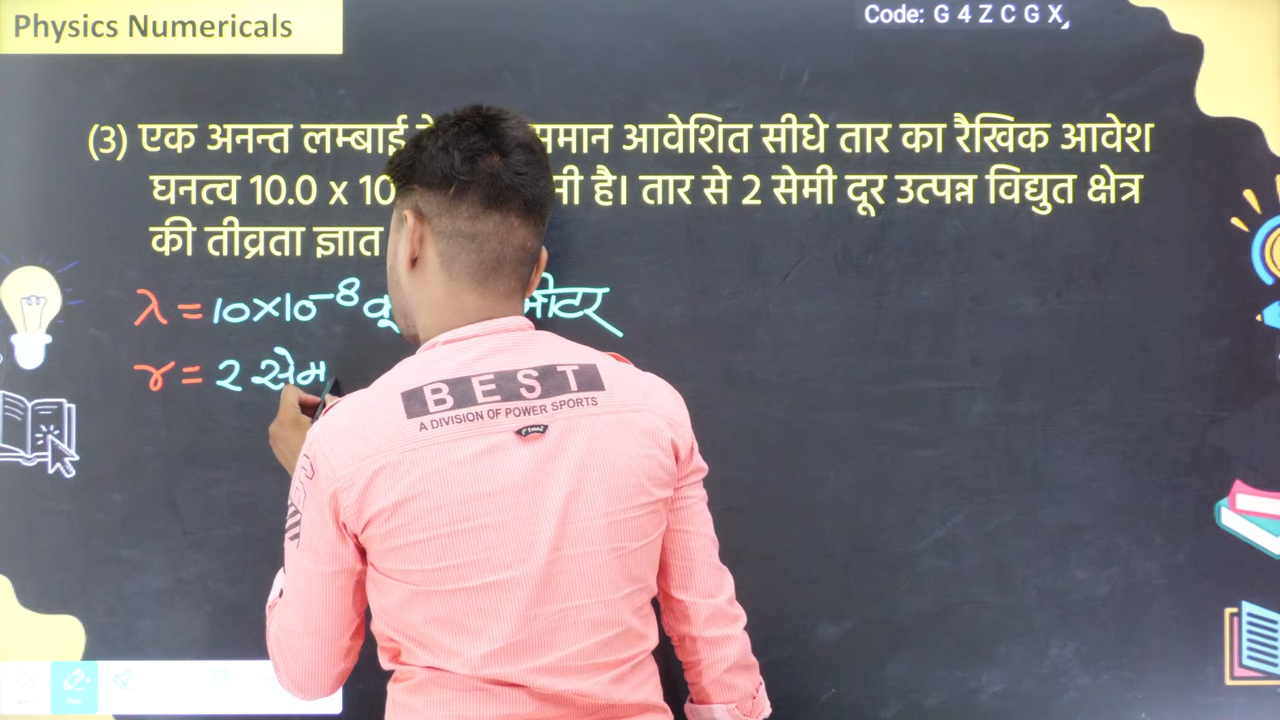 Physics Numericals
Code: G 4 Z C G X
(3) एक अनन्त लम्बाई समान आवेशित सीधे तार का रैखिक आवेश
घनत्व 10.0 x 10 है। तार से 2 सेमी दूर उत्पन्न विद्युत क्षेत्र
की तीव्रता ज्ञात
λ = 10×10⁻⁸ मीटर
r = 2 सेम
BEST
A DIVISION OF POWER SPORTS
Pen